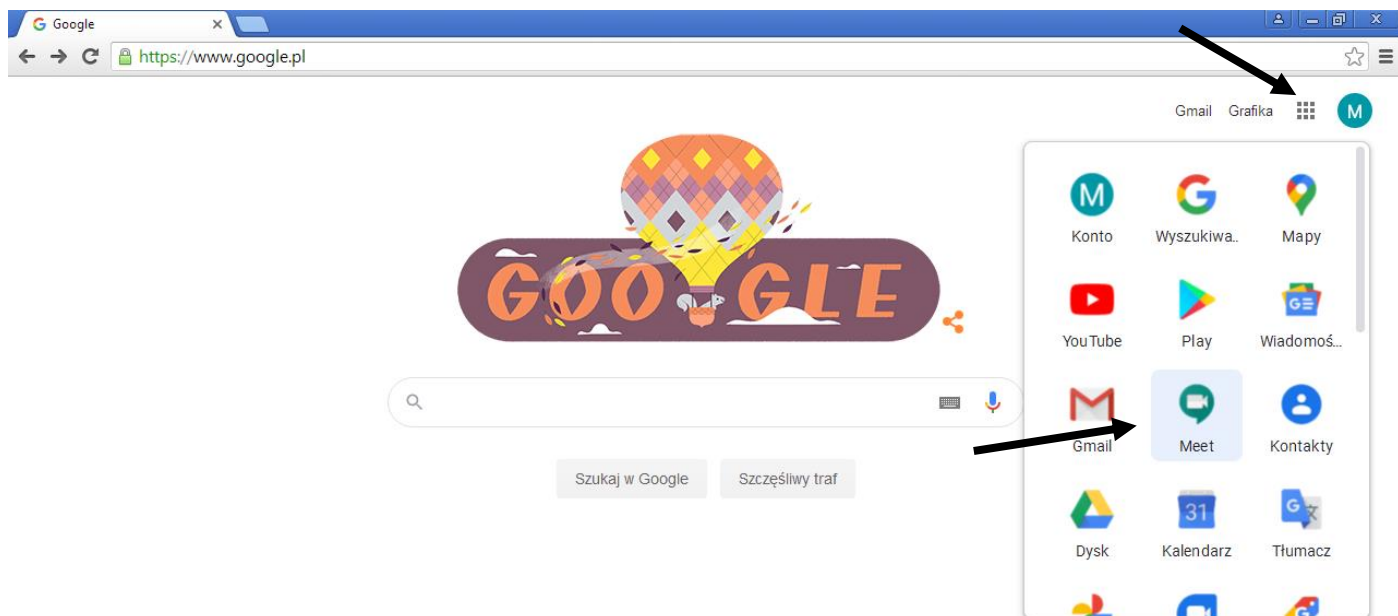 Google
https://www.google.pl
Gmail Grafika M
GOOGLE
M
Konto Wyszukiwa.. Mapy
YouTube Play Wiadomoś...
Gmail Meet Kontakty
31
Dysk Kalendarz Tłumacz
Szukaj w Google Szczęśliwy traf